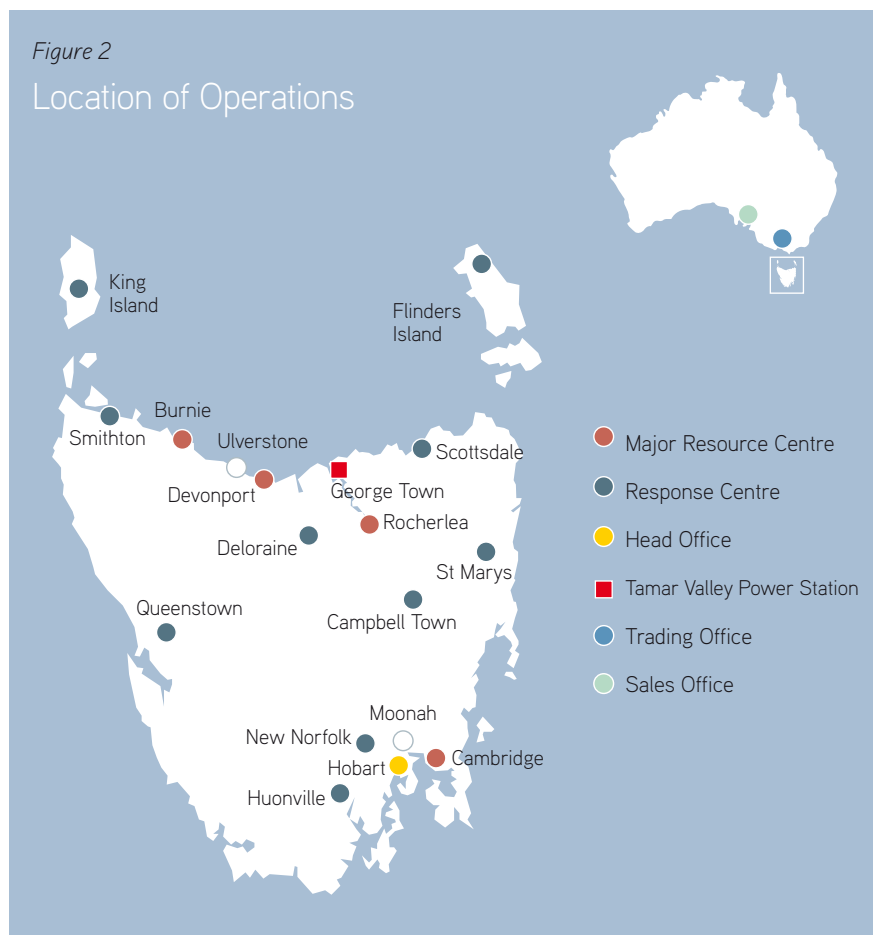 Figure 2
Location of Operations
King
Island
Flinders
Island
Burnie
Smithton
Ulverstone
Scottsdale
Devonport
George Town
Rocherlea
Deloraine
St Marys
Queenstown
Campbell Town
Moonah
New Norfolk
Hobart
Cambridge
Huonville
Major Resource Centre
Response Centre
Head Office
Tamar Valley Power Station
Trading Office
Sales Office